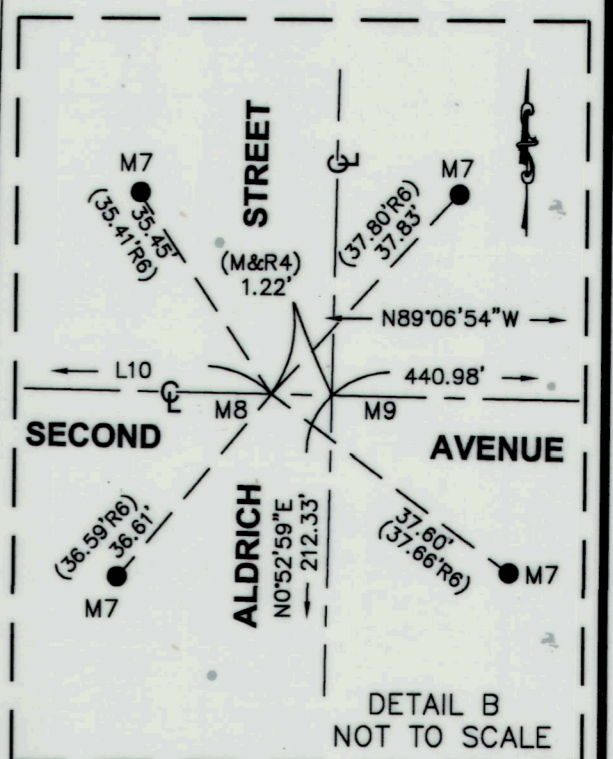 STREET
℄
M7
M7
35.45'
(35.41'R6)
(37.80'R6)
37.83'
(M&R4)
1.22'
N89°06'54"W
L10
℄
440.98'
M8
M9
SECOND
AVENUE
(36.59'R6)
36.61'
M7
ALDRICH
N0°52'59"E
212.33'
37.60'
(37.66'R6)
M7
DETAIL B
NOT TO SCALE